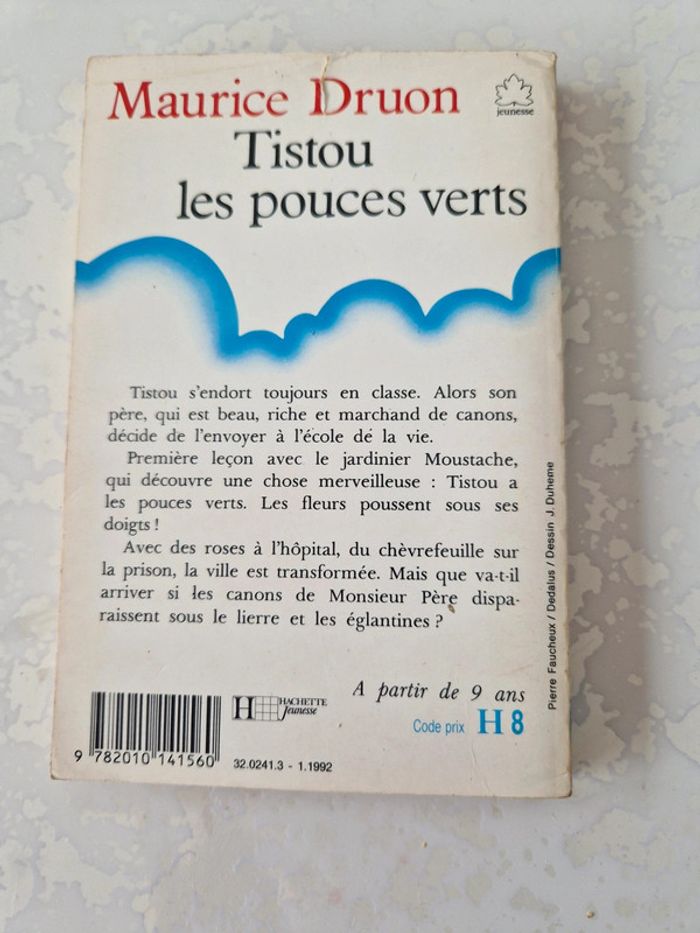 Maurice Druon
jeunesse
Tistou
les pouces verts
Tistou s'endort toujours en classe. Alors son
père, qui est beau, riche et marchand de canons,
décide de l'envoyer à l'école de la vie.
Première leçon avec le jardinier Moustache,
qui découvre une chose merveilleuse : Tistou a
les pouces verts. Les fleurs poussent sous ses
doigts !
Avec des roses à l'hôpital, du chèvrefeuille sur
la prison, la ville est transformée. Mais que va-t-il
arriver si les canons de Monsieur Père dispa-
raissent sous le lierre et les églantines ?
Pierre Faucheux / Dedalus / Dessin J. Duheme
A partir de 9 ans
H HACHETTE
Jeunesse
Code prix H 8
9 782010 141560
32.0241.3 - 1.1992